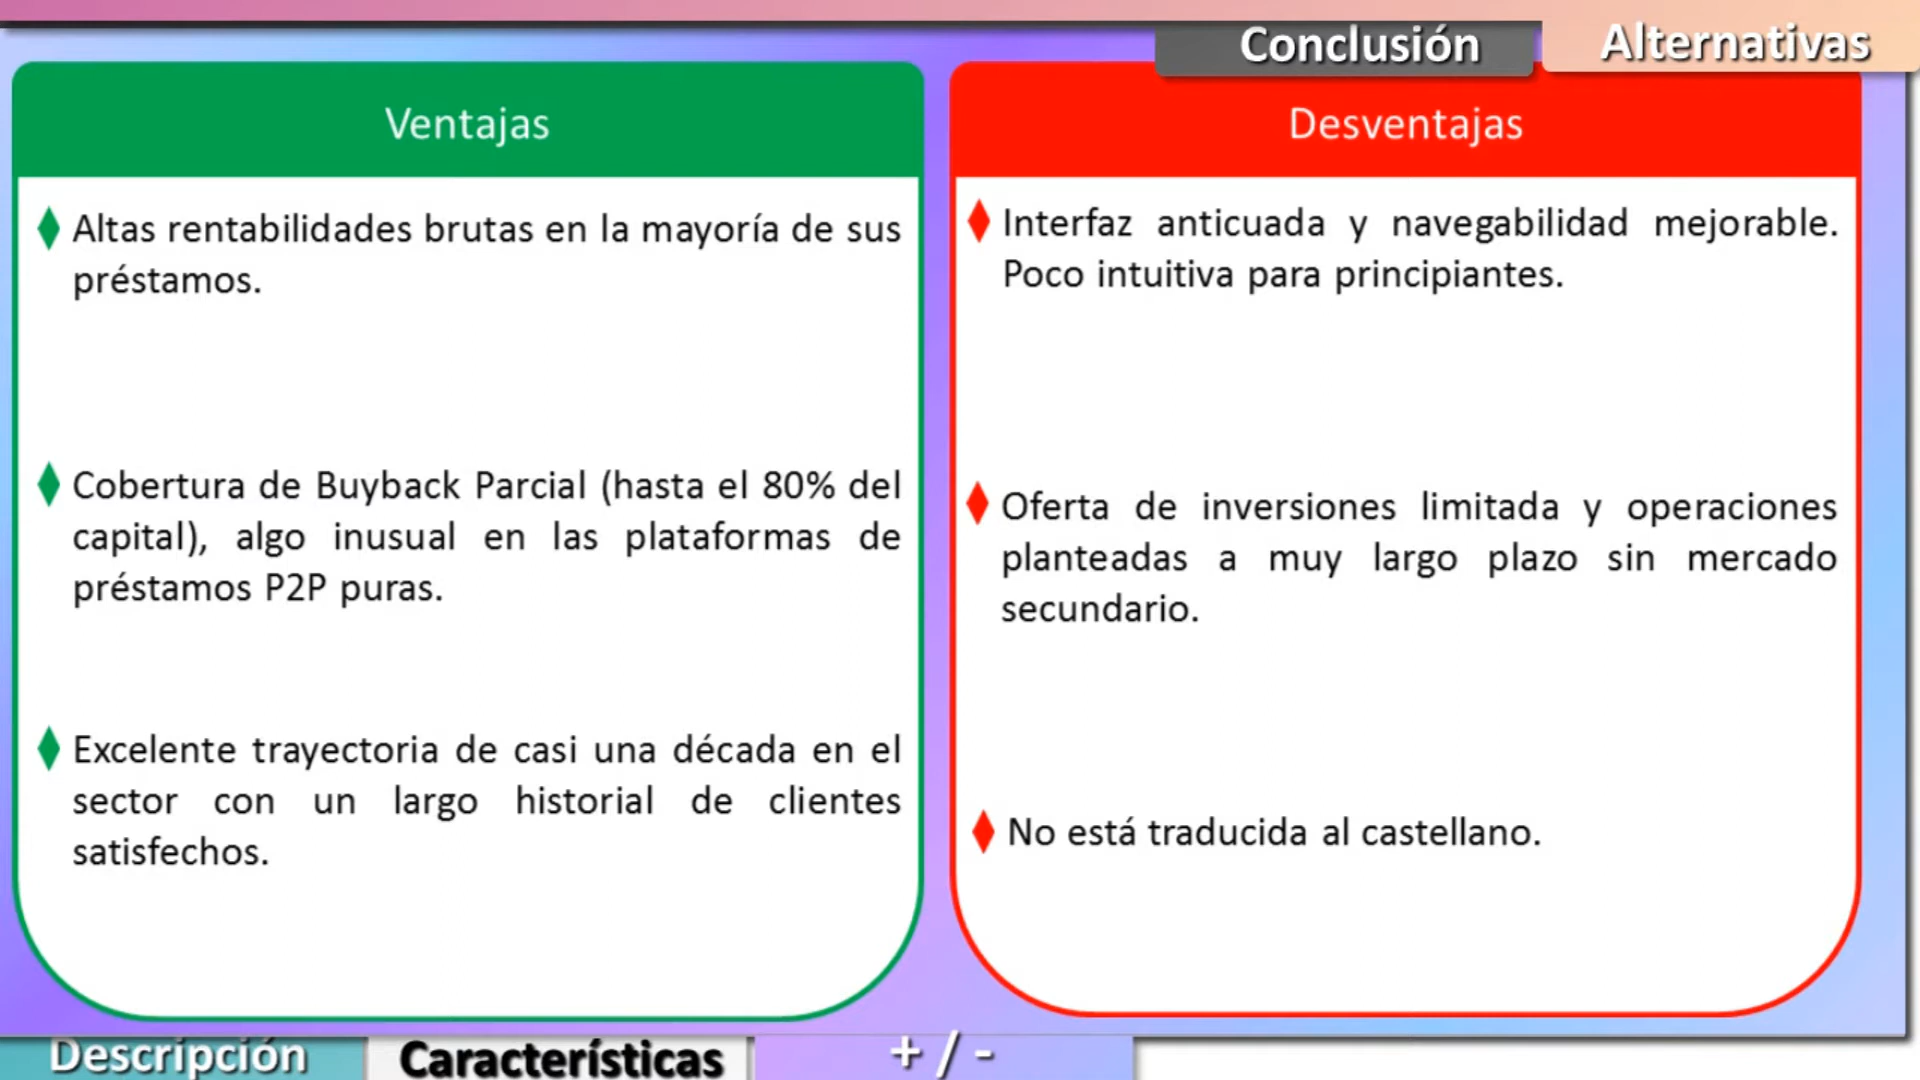 Conclusión
Alternativas
Ventajas
Altas rentabilidades brutas en la mayoría de sus
préstamos.
Cobertura de Buyback Parcial (hasta el 80% del
capital), algo inusual en las plataformas de
préstamos P2P puras.
Excelente trayectoria de casi una década en el
sector con un largo historial de clientes
satisfechos.
Desventajas
Interfaz anticuada y navegabilidad mejorable.
Poco intuitiva para principiantes.
Oferta de inversiones limitada y operaciones
planteadas a muy largo plazo sin mercado
secundario.
No está traducida al castellano.
Descripción
Características
+ / -